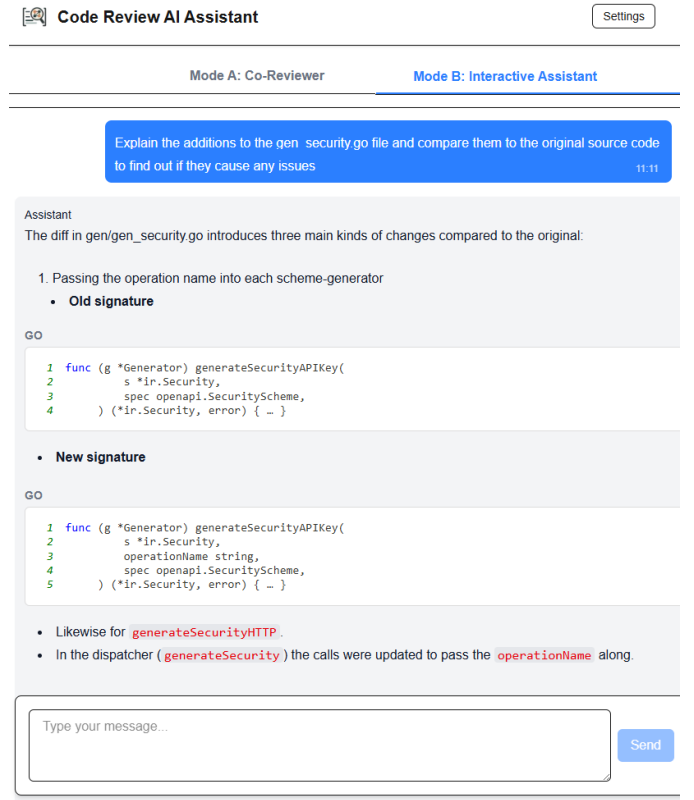 Code Review AI Assistant
Settings
Mode A: Co-Reviewer
Mode B: Interactive Assistant
Explain the additions to the gen_security.go file and compare them to the original source code
to find out if they cause any issues
11:11
Assistant
The diff in gen/gen_security.go introduces three main kinds of changes compared to the original:
1. Passing the operation name into each scheme-generator
• Old signature
GO
1 func (g *Generator) generateSecurityAPIKey(
2 s *ir.Security,
3 spec openapi.SecurityScheme,
4 ) (*ir.Security, error) { … }
• New signature
GO
1 func (g *Generator) generateSecurityAPIKey(
2 s *ir.Security,
3 operationName string,
4 spec openapi.SecurityScheme,
5 ) (*ir.Security, error) { … }
• Likewise for generateSecurityHTTP.
• In the dispatcher (generateSecurity) the calls were updated to pass the operationName along.
Type your message...
Send